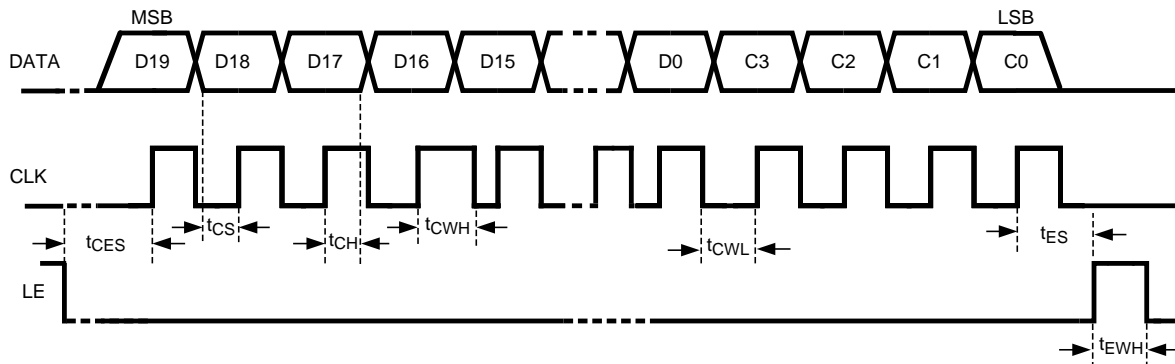 MSB LSB
DATA D19 D18 D17 D16 D15 D0 C3 C2 C1 C0
CLK
tCES tCS tCH tCWH tCWL tES
LE
tEWH